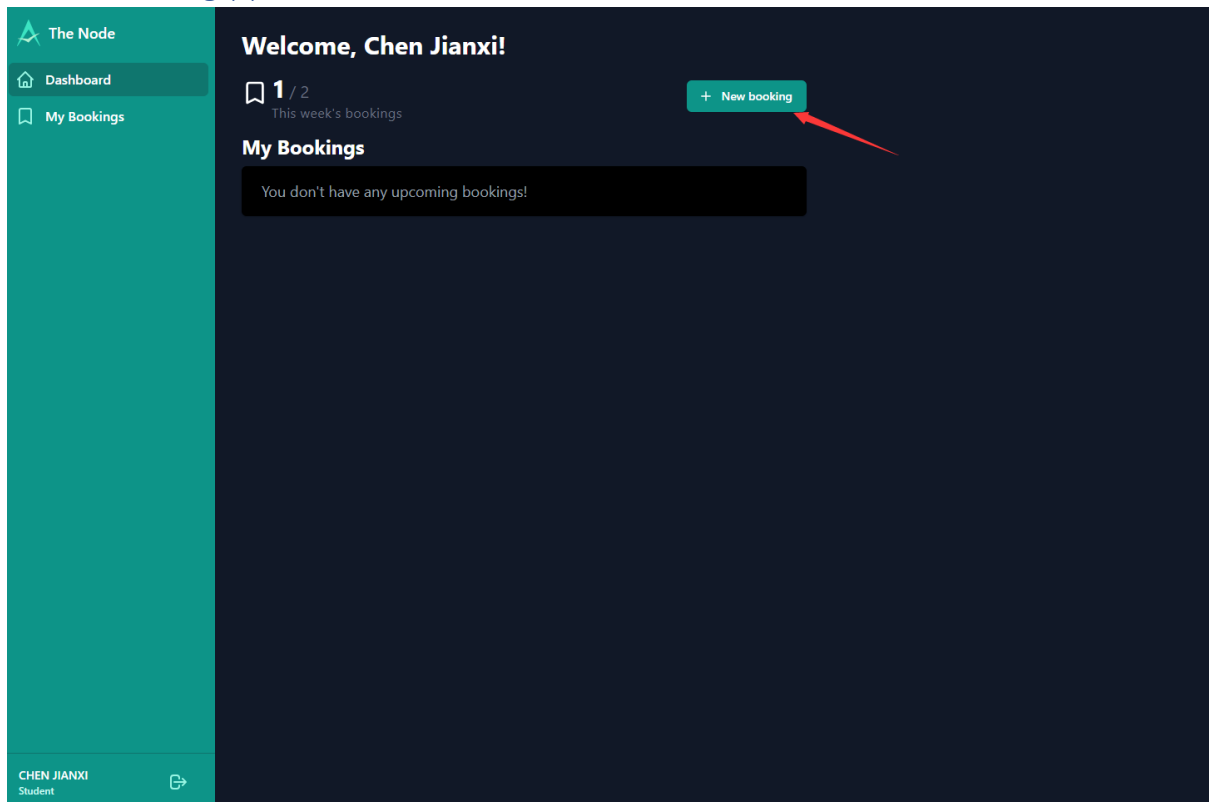 The Node
Dashboard
My Bookings
CHEN JIANXI
Student
Welcome, Chen Jianxi!
1 / 2
This week's bookings
+ New booking
My Bookings
You don't have any upcoming bookings!